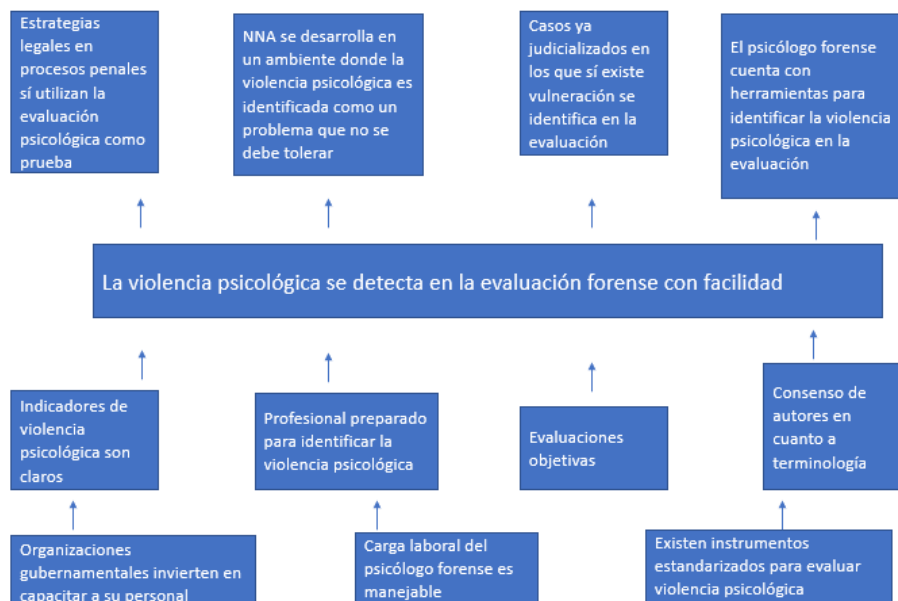 Estrategias
legales en
procesos penales
sí utilizan la
evaluación
psicológica como
prueba
NNA se desarrolla en
un ambiente donde la
violencia psicológica es
identificada como un
problema que no se
debe tolerar
Casos ya
judicializados en
los que sí existe
vulneración se
identifica en la
evaluación
El psicólogo forense
cuenta con
herramientas para
identificar la violencia
psicológica en la
evaluación
La violencia psicológica se detecta en la evaluación forense con facilidad
Indicadores de
violencia
psicológica son
claros
Profesional preparado
para identificar la
violencia psicológica
Evaluaciones
objetivas
Consenso de
autores en
cuanto a
terminología
Organizaciones
gubernamentales invierten en
capacitar a su personal
Carga laboral del
psicólogo forense es
manejable
Existen instrumentos
estandarizados para evaluar
violencia psicológica